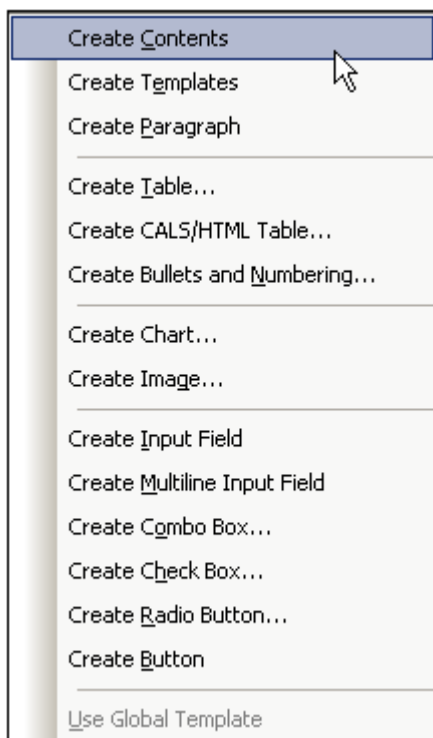 Create Contents
Create Templates
Create Paragraph
Create Table...
Create CALS/HTML Table...
Create Bullets and Numbering...
Create Chart...
Create Image...
Create Input Field
Create Multiline Input Field
Create Combo Box...
Create Check Box...
Create Radio Button...
Create Button
Use Global Template